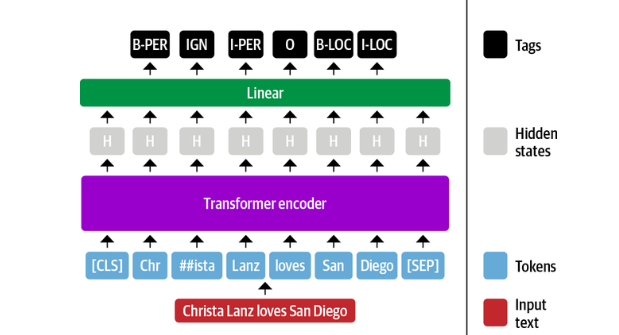 B-PER IGN I-PER O B-LOC I-LOC
Tags
Linear
H H H H H H H H
Hidden
states
Transformer encoder
[CLS] Chr ##ista Lanz loves San Diego [SEP]
Tokens
Christa Lanz loves San Diego
Input
text